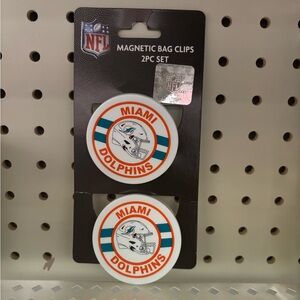 NFL
MAGNETIC BAG CLIPS
2PC SET
MIAMI
DOLPHINS
MIAMI
DOLPHINS